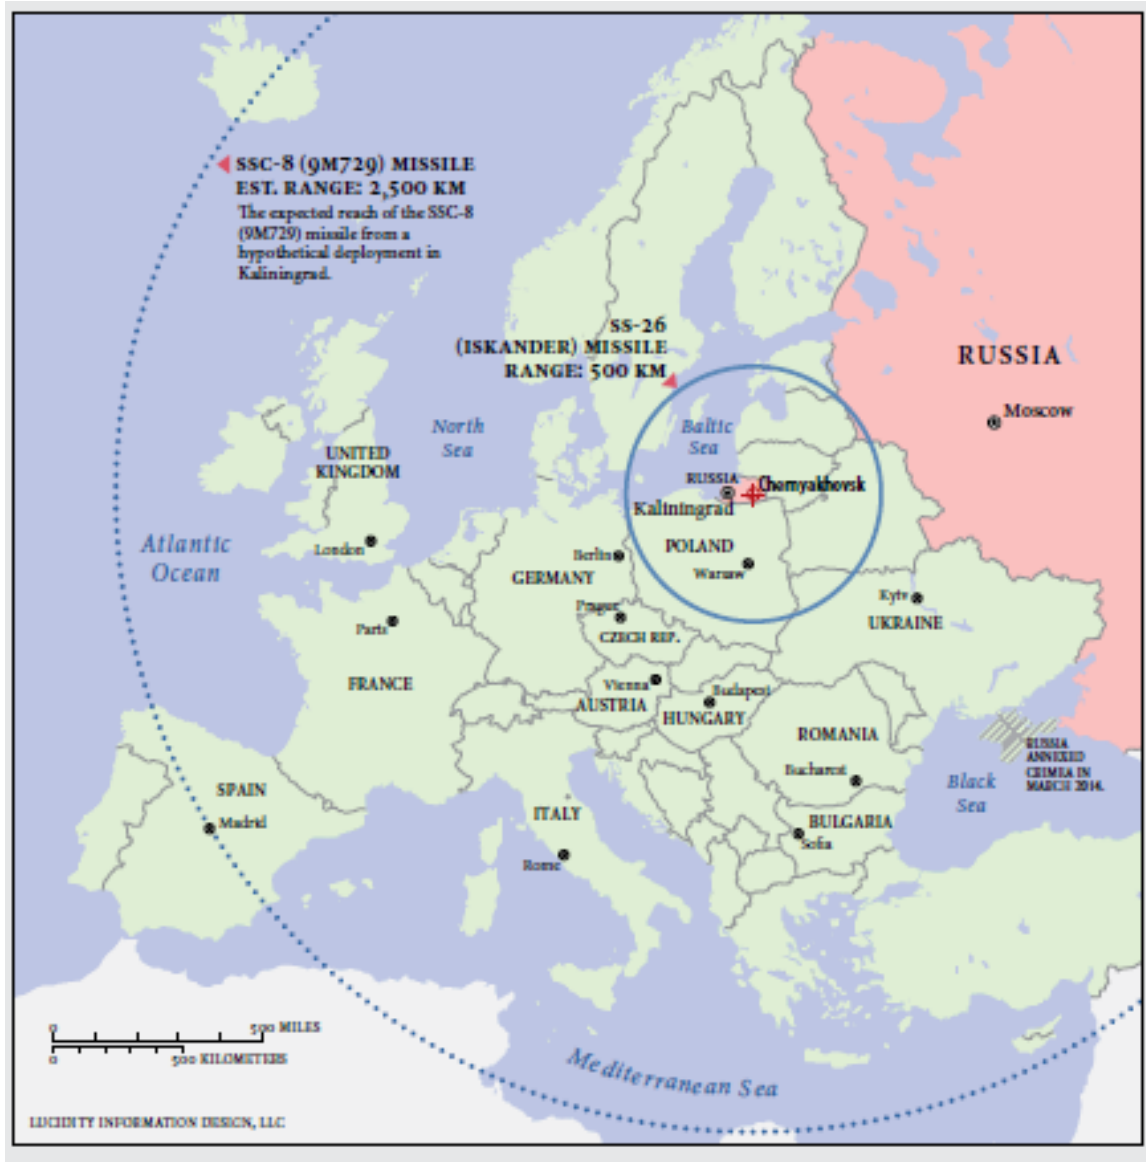 SSC-8 (9M729) MISSILE
EST. RANGE: 2,500 KM
The expected reach of the SSC-8
(9M729) missile from a
hypothetical deployment in
Kaliningrad.
SS-26
(ISKANDER) MISSILE
RANGE: 500 KM
RUSSIA
Moscow
North
Sea
Baltic
Sea
UNITED
KINGDOM
RUSSIA
Chernyakhovsk
Kaliningrad
Atlantic
Ocean
London
Berlin
POLAND
Warsaw
GERMANY
Kyiv
UKRAINE
Prague
CZECH REP.
Paris
FRANCE
Vienna
AUSTRIA
Budapest
HUNGARY
ROMANIA
Bucharest
RUSSIA
ANNEXED
CRIMEA IN
MARCH 2014.
Black
Sea
SPAIN
Madrid
ITALY
BULGARIA
Sofia
Rome
0 500 MILES
0 500 KILOMETERS
Mediterranean Sea
LUCIDITY INFORMATION DESIGN, LLC